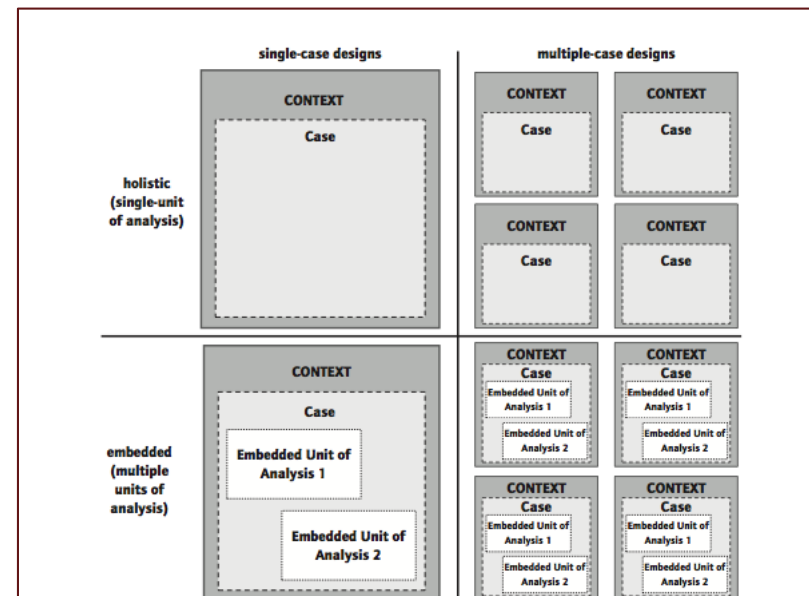 single-case designs
multiple-case designs
holistic
(single-unit
of analysis)
CONTEXT
Case
CONTEXT
Case
CONTEXT
Case
CONTEXT
Case
CONTEXT
Case
embedded
(multiple
units of
analysis)
CONTEXT
Case
Embedded Unit of
Analysis 1
Embedded Unit of
Analysis 2
CONTEXT
Case
Embedded Unit of
Analysis 1
Embedded Unit of
Analysis 2
CONTEXT
Case
Embedded Unit of
Analysis 1
Embedded Unit of
Analysis 2
CONTEXT
Case
Embedded Unit of
Analysis 1
Embedded Unit of
Analysis 2
CONTEXT
Case
Embedded Unit of
Analysis 1
Embedded Unit of
Analysis 2